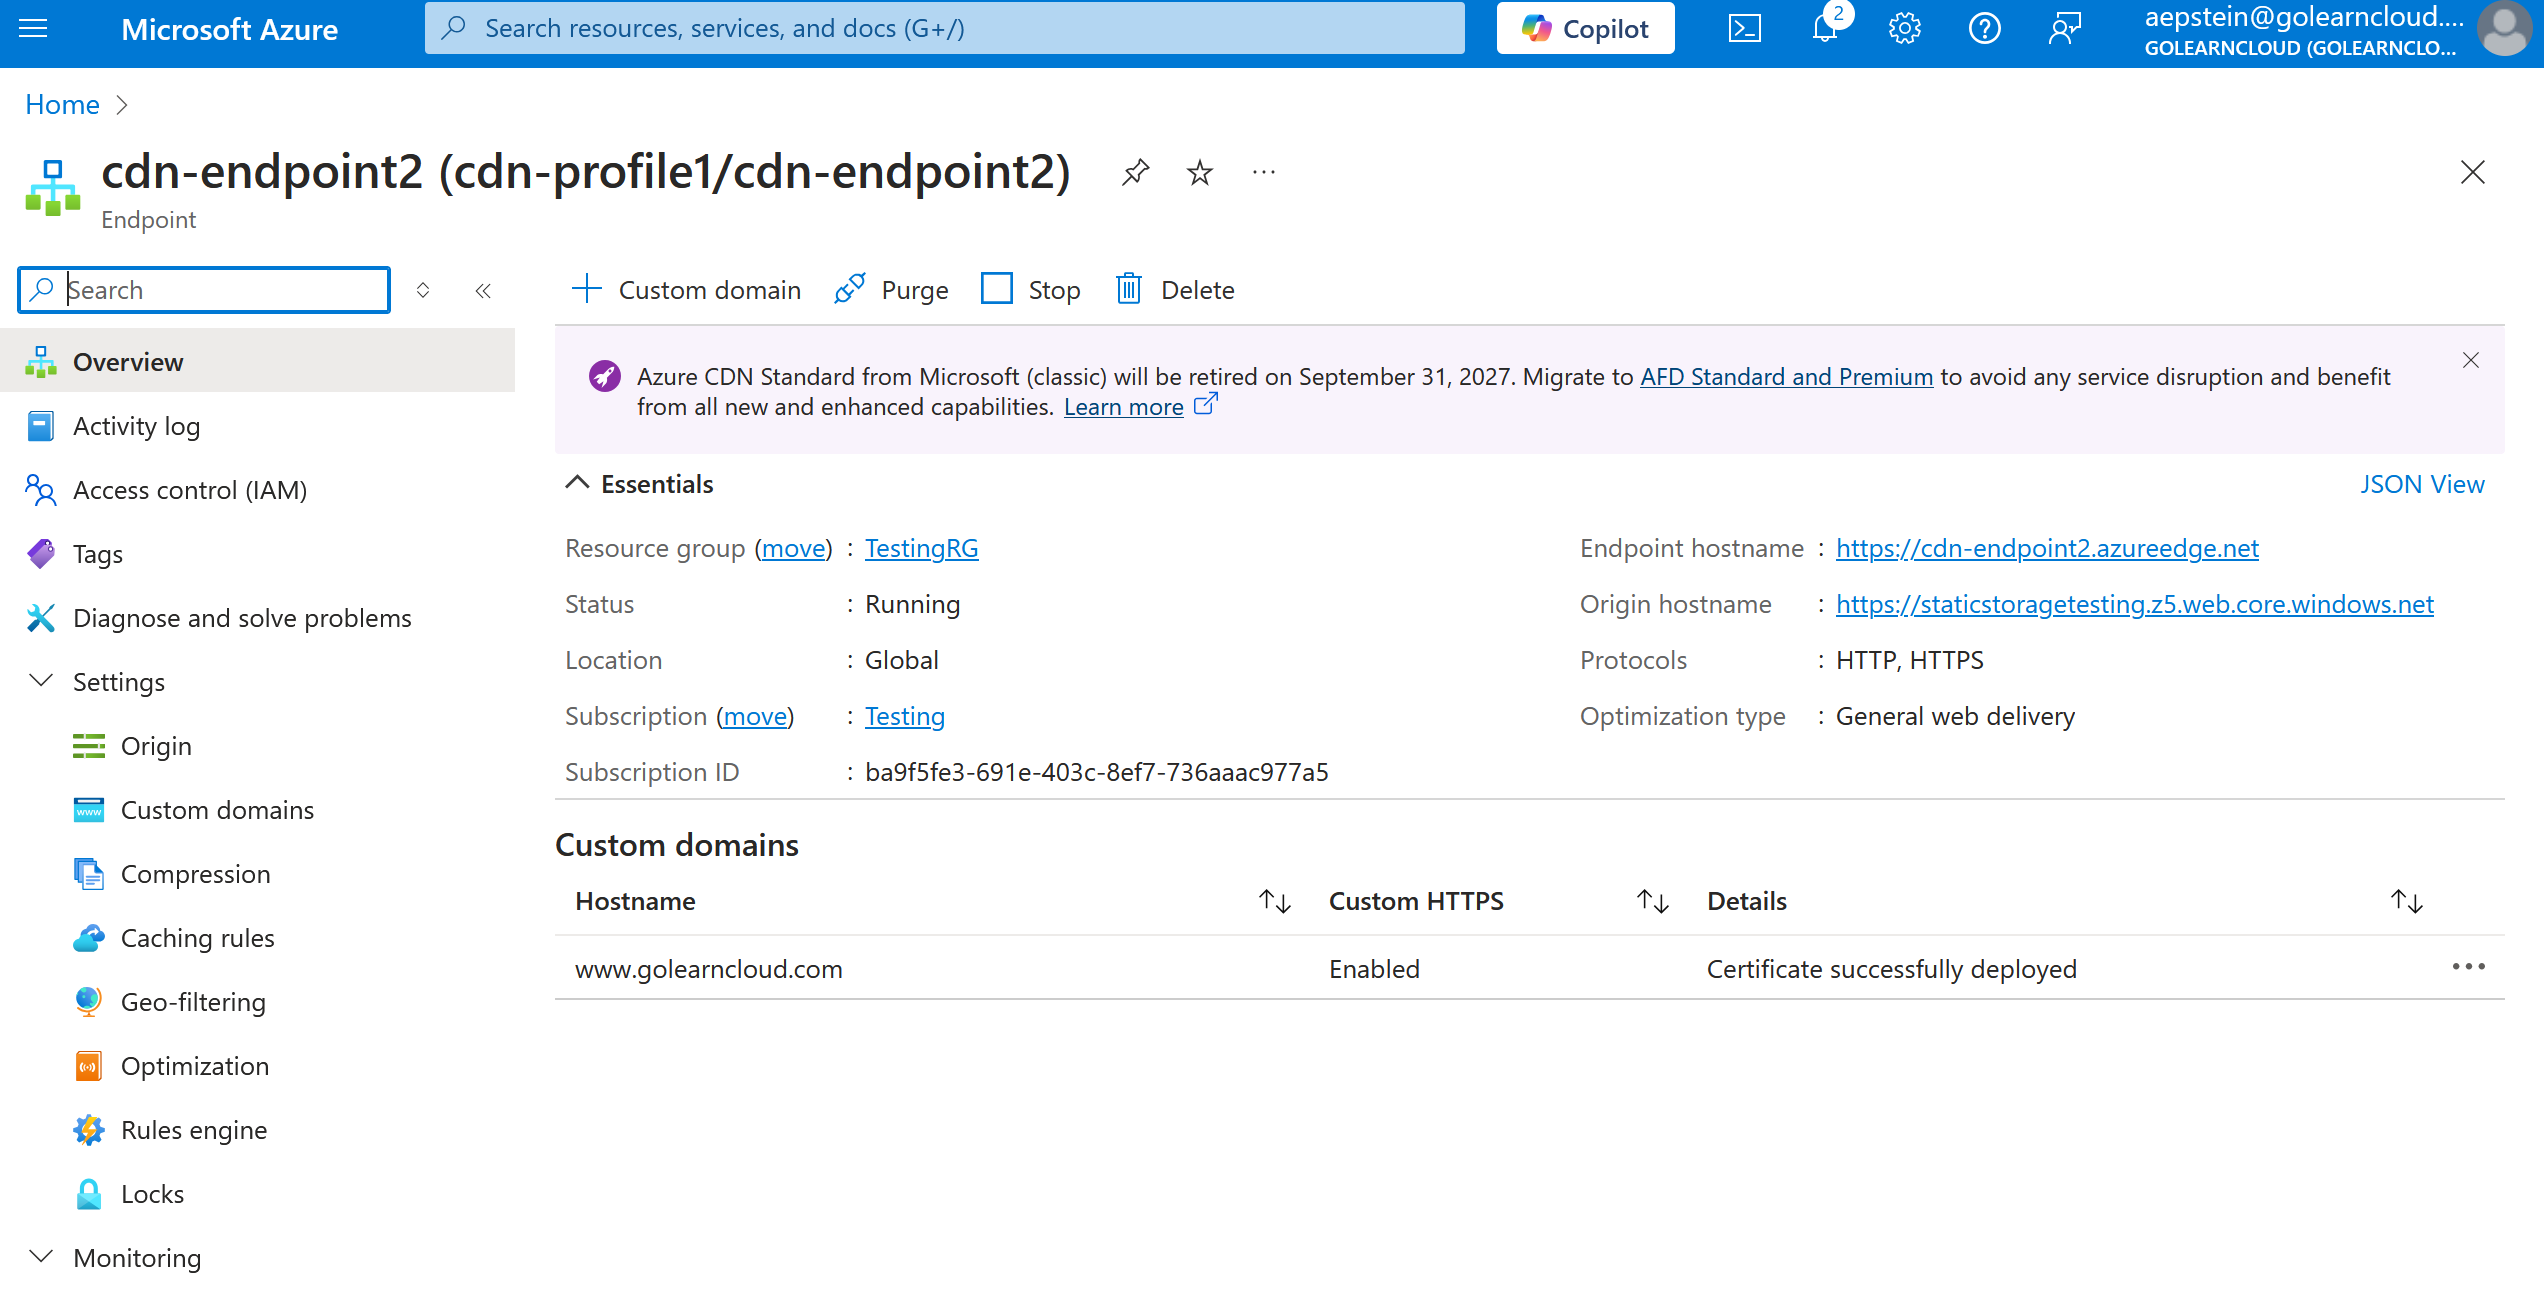 Microsoft Azure
Search resources, services, and docs (G+/)
Copilot
2
aepstein@golearncloud....
GOLEARNCLOUD (GOLEARNCLO...
Home
cdn-endpoint2 (cdn-profile1/cdn-endpoint2)
Endpoint
Search
Custom domain
Purge
Stop
Delete
Overview
Activity log
Access control (IAM)
Tags
Diagnose and solve problems
Settings
Origin
Custom domains
Compression
Caching rules
Geo-filtering
Optimization
Rules engine
Locks
Monitoring
Azure CDN Standard from Microsoft (classic) will be retired on September 31, 2027. Migrate to AFD Standard and Premium to avoid any service disruption and benefit
from all new and enhanced capabilities. Learn more
Essentials
JSON View
Resource group (move) : TestingRG
Status : Running
Location : Global
Subscription (move) : Testing
Subscription ID : ba9f5fe3-691e-403c-8ef7-736aaac977a5
Endpoint hostname : https://cdn-endpoint2.azureedge.net
Origin hostname : https://staticstoragetesting.z5.web.core.windows.net
Protocols : HTTP, HTTPS
Optimization type : General web delivery
Custom domains
Hostname Custom HTTPS Details
www.golearncloud.com Enabled Certificate successfully deployed